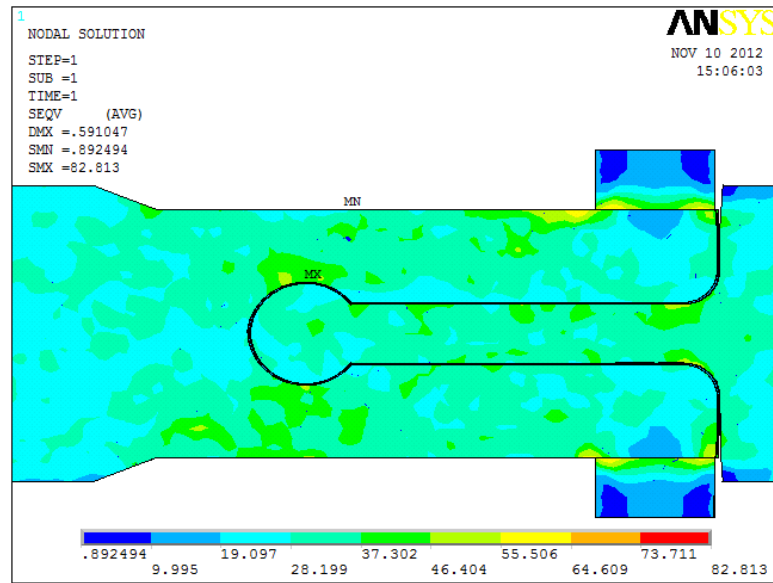 1
NODAL SOLUTION
STEP=1
SUB =1
TIME=1
SEQV (AVG)
DMX =.591047
SMN =.892494
SMX =82.813
ANSYS
NOV 10 2012
15:06:03
MN
MX
.892494 19.097 37.302 55.506 73.711
9.995 28.199 46.404 64.609 82.813